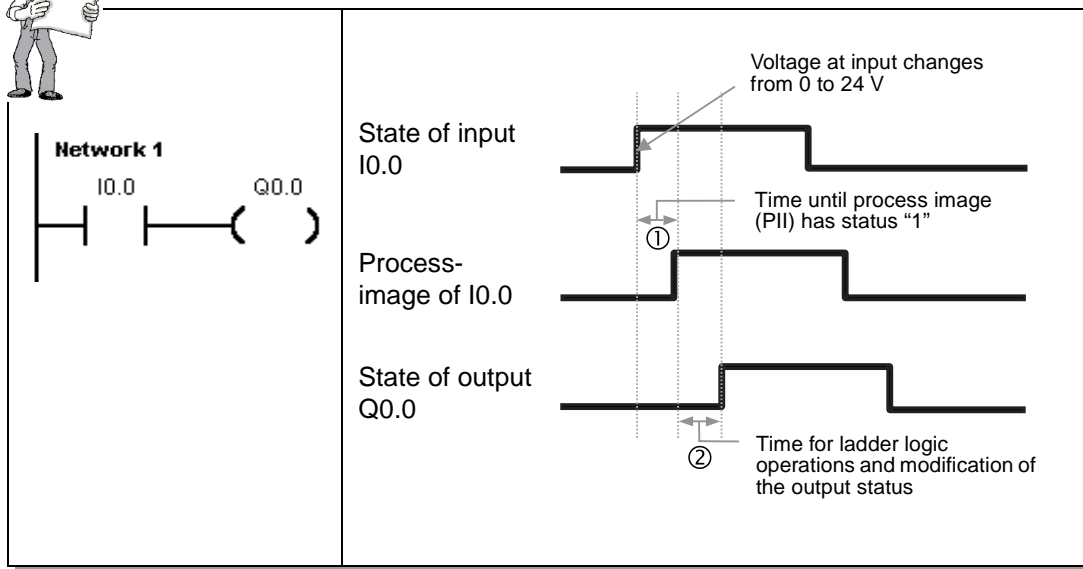 Network 1
I0.0
Q0.0
Voltage at input changes
from 0 to 24 V
State of input
I0.0
Time until process image
(PII) has status “1”
①
Process-
image of I0.0
State of output
Q0.0
②
Time for ladder logic
operations and modification of
the output status